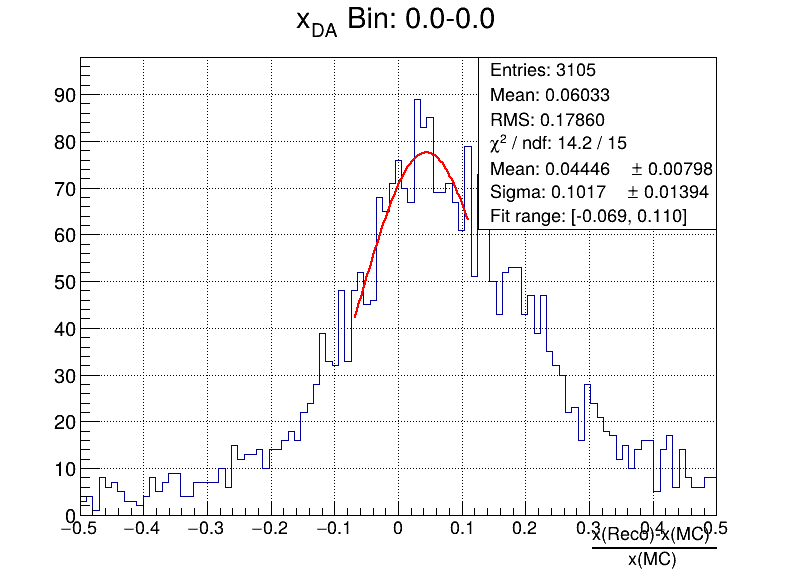 x_DA Bin: 0.0-0.0
Entries: 3105
Mean: 0.06033
RMS: 0.17860
χ² / ndf: 14.2 / 15
Mean: 0.04446 ± 0.00798
Sigma: 0.1017 ± 0.01394
Fit range: [-0.069, 0.110]
90
80
70
60
50
40
30
20
10
0
−0.5 −0.4 −0.3 −0.2 −0.1 0 0.1 0.2 0.3 0.4 0.5
x(Reco)-x(MC)
x(MC)